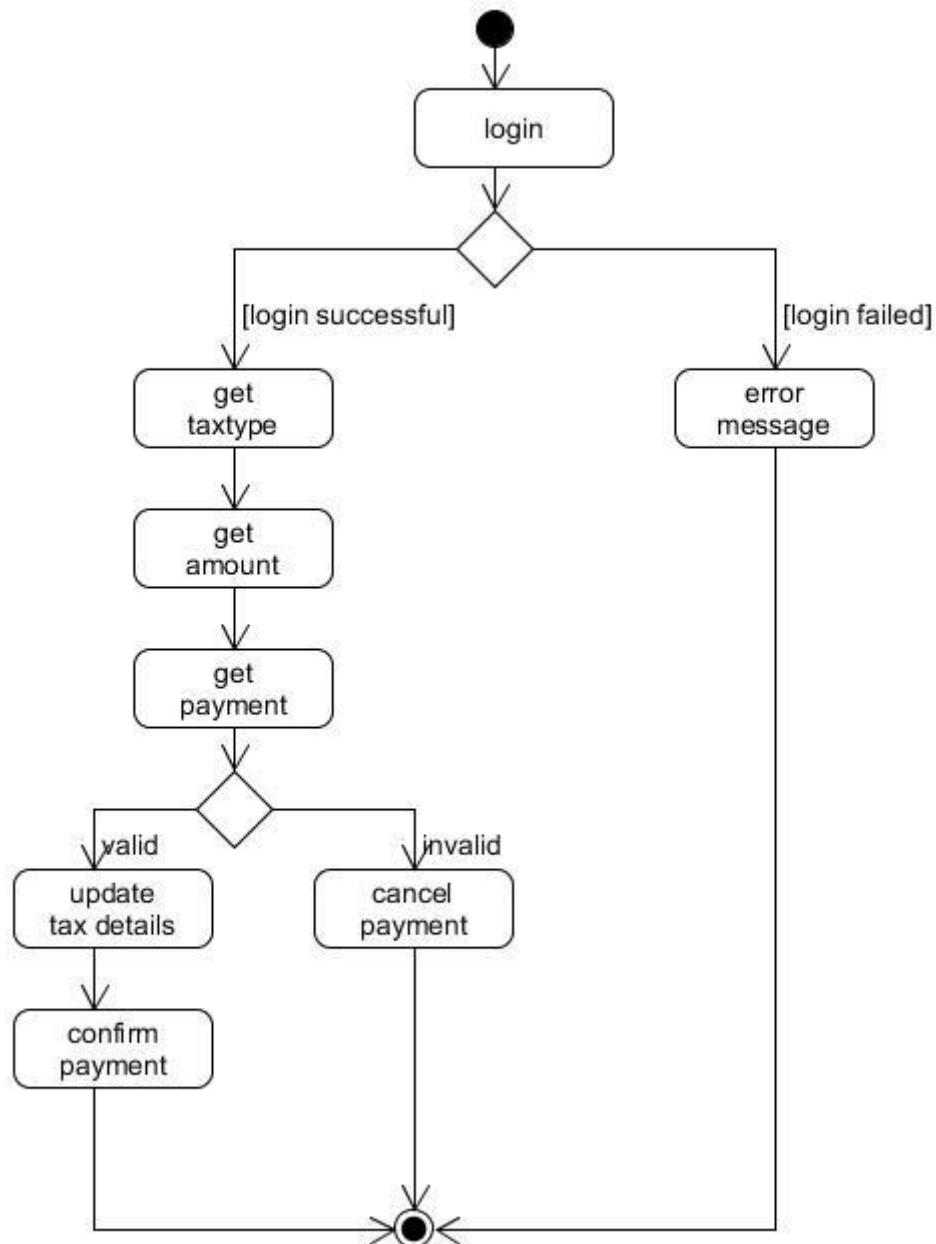 login
[login successful]
[login failed]
get
taxtype
error
message
get
amount
get
payment
valid
invalid
update
tax details
cancel
payment
confirm
payment